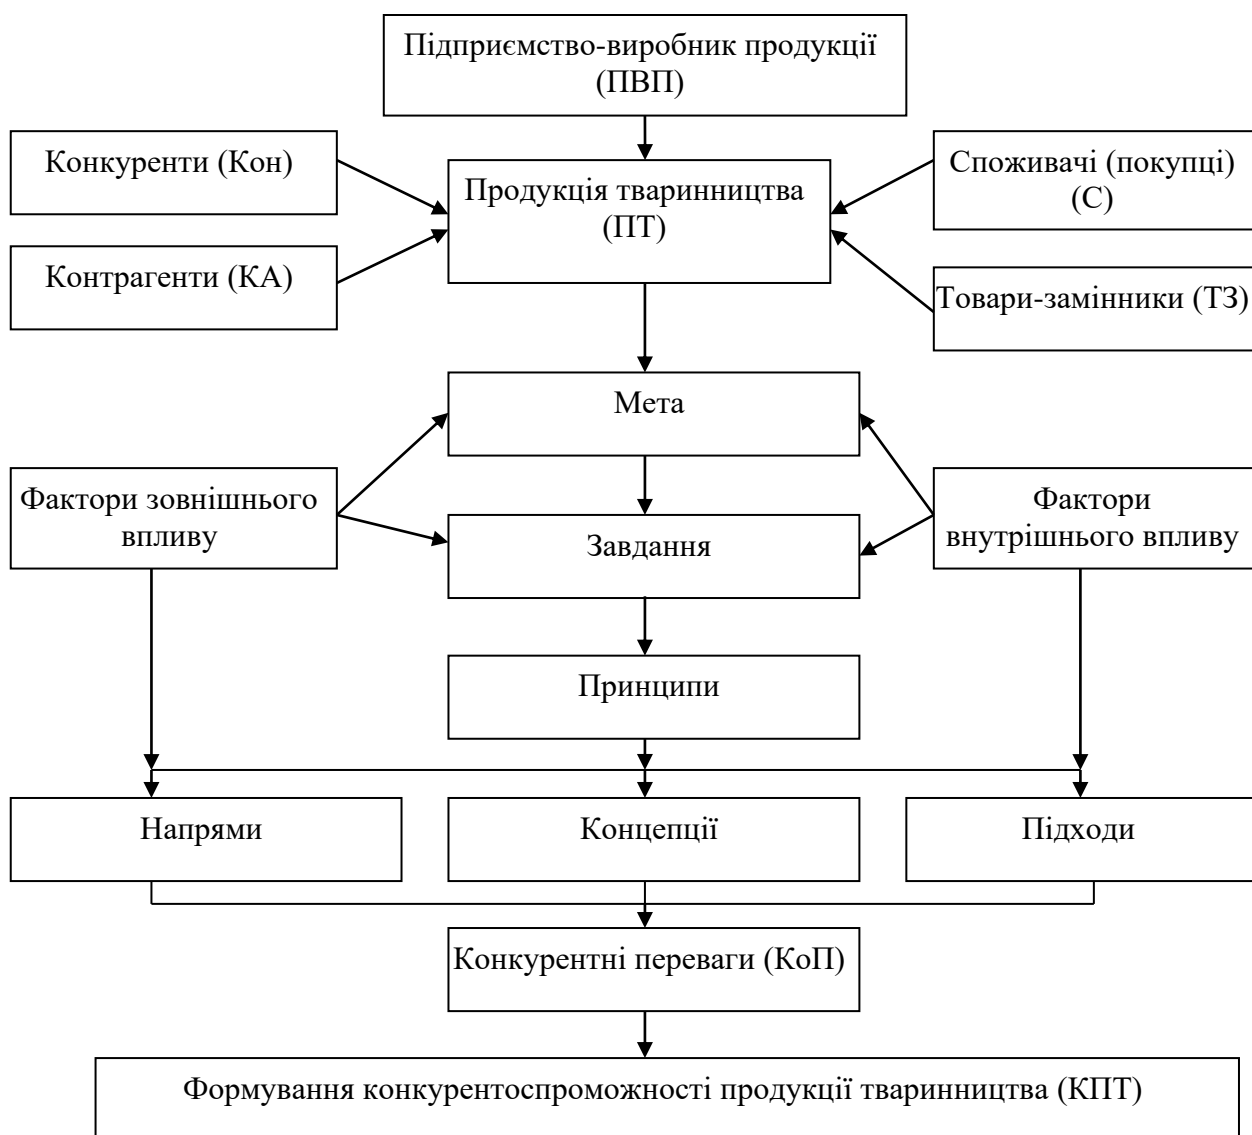 Підприємство-виробник продукції
(ПВП)
Конкуренти (Кон)
Продукція тваринництва
(ПТ)
Споживачі (покупці)
(С)
Контрагенти (КА)
Товари-замінники (ТЗ)
Мета
Фактори зовнішнього
впливу
Завдання
Фактори
внутрішнього впливу
Принципи
Напрями
Концепції
Підходи
Конкурентні переваги (КоП)
Формування конкурентоспроможності продукції тваринництва (КПТ)